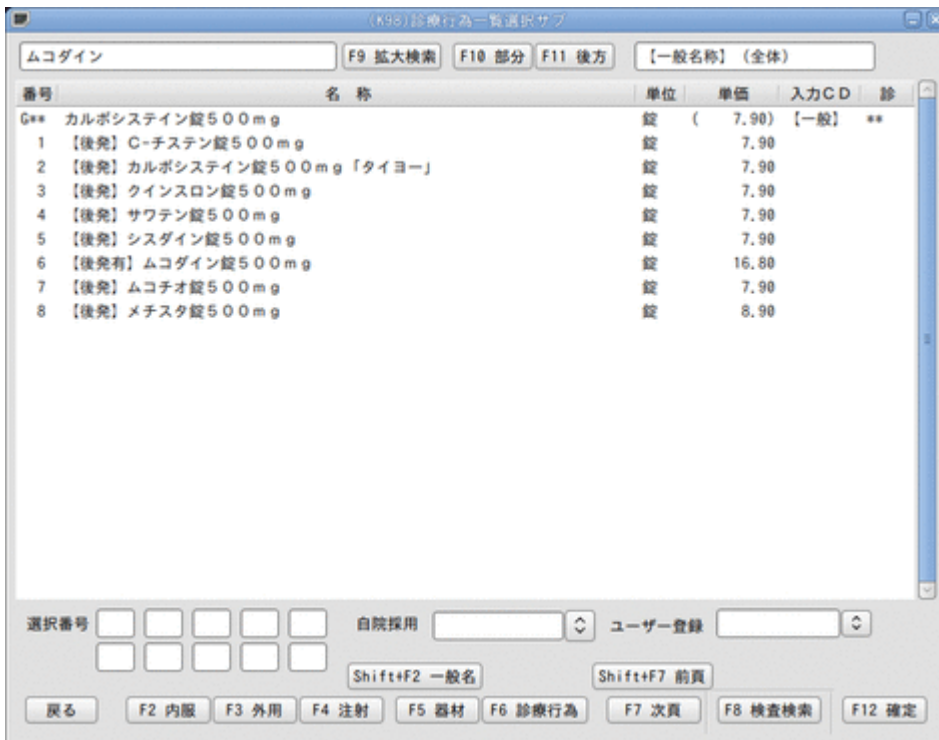 (K98)診療行為一覧選択サブ
ムコダイン F9 拡大検索 F10 部分 F11 後方 【一般名称】(全体)
番号 名 称 単位 単価 入力CD 診
G** カルボシステイン錠500mg 錠 ( 7.90) 【一般】 **
1 【後発】C-チステン錠500mg 錠 7.90
2 【後発】カルボシステイン錠500mg「タイヨー」 錠 7.90
3 【後発】クインスロン錠500mg 錠 7.90
4 【後発】サワテン錠500mg 錠 7.90
5 【後発】シスダイン錠500mg 錠 7.90
6 【後発有】ムコダイン錠500mg 錠 16.80
7 【後発】ムコチオ錠500mg 錠 7.90
8 【後発】メチスタ錠500mg 錠 8.90
選択番号 自院採用 ユーザー登録
Shift+F2 一般名 Shift+F7 前頁
戻る F2 内服 F3 外用 F4 注射 F5 器材 F6 診療行為 F7 次頁 F8 検査検索 F12 確定